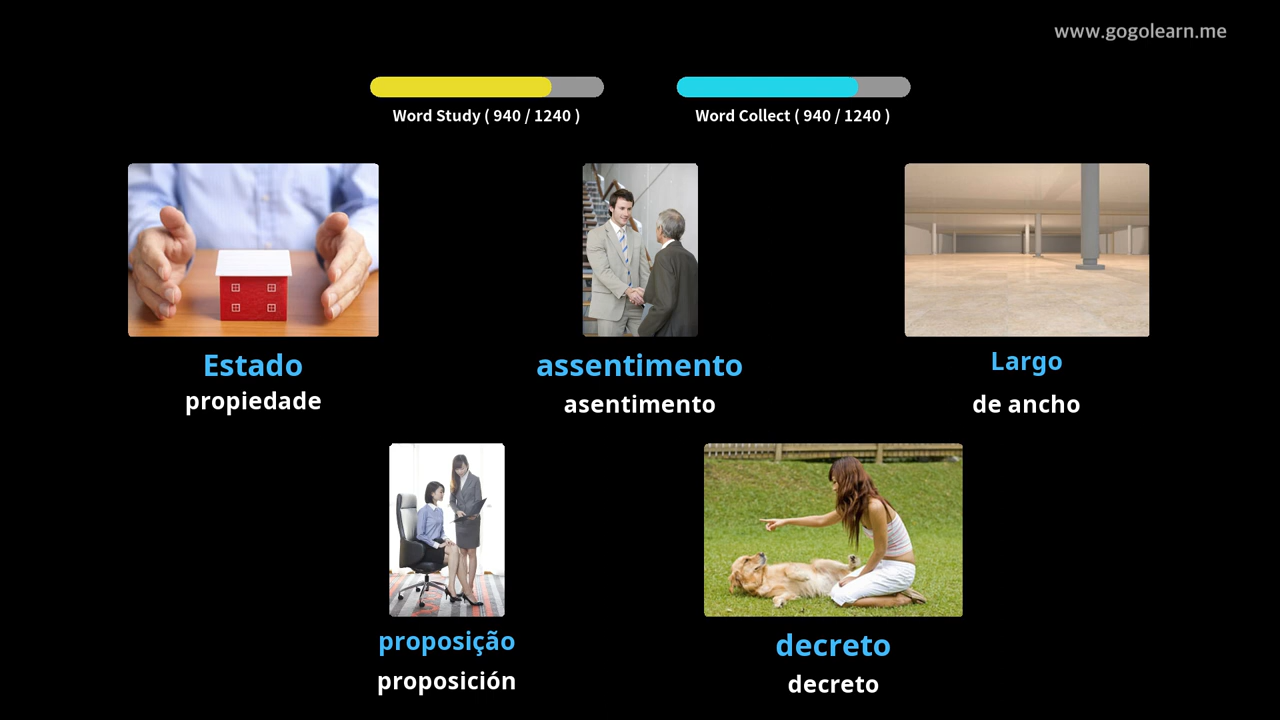 www.gogolearn.me
Word Study ( 940 / 1240 )
Word Collect ( 940 / 1240 )
Estado
propiedade
assentimento
asentimento
Largo
de ancho
proposição
proposición
decreto
decreto